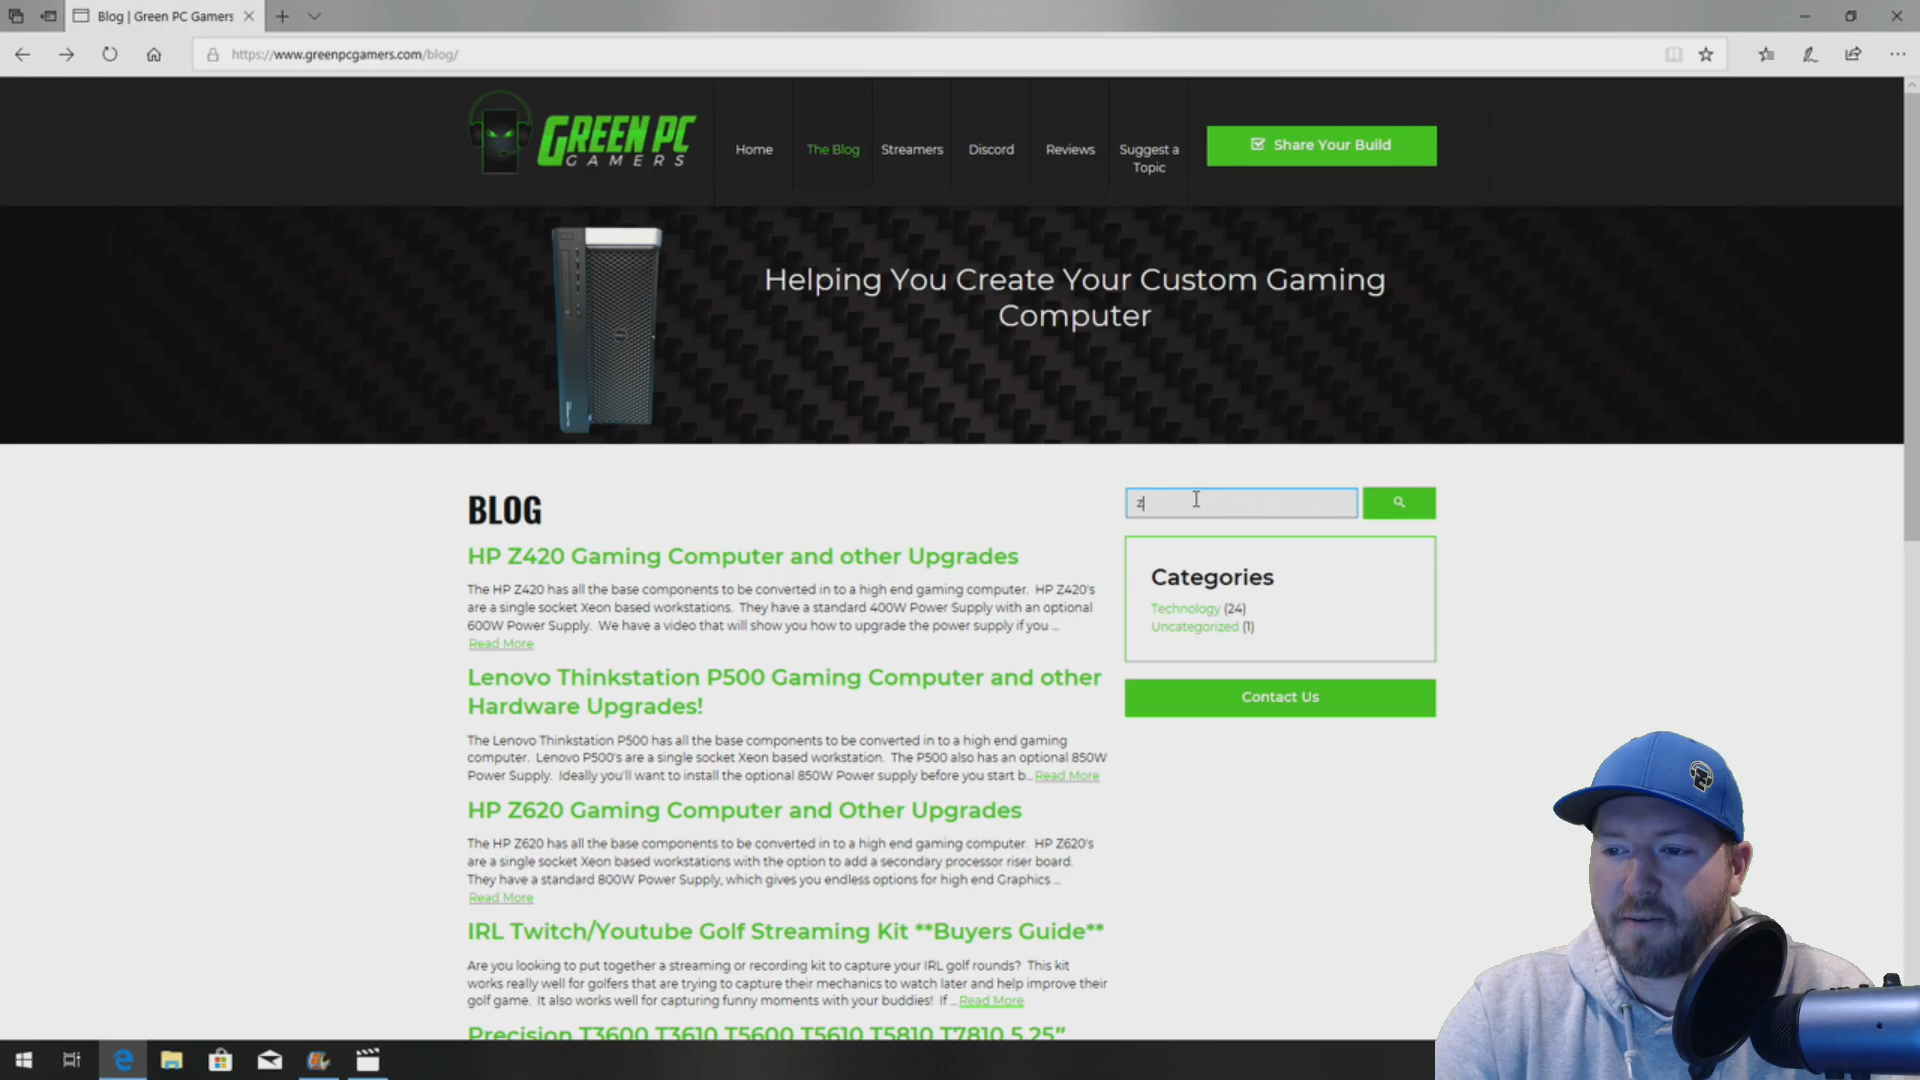 Blog | Green PC Gamers
https://www.greenpcgamers.com/blog/
GREEN PC
GAMERS
Home
The Blog
Streamers
Discord
Reviews
Suggest a
Topic
Share Your Build
Helping You Create Your Custom Gaming
Computer
BLOG
z
HP Z420 Gaming Computer and other Upgrades
The HP Z420 has all the base components to be converted in to a high end gaming computer. HP Z420's
are a single socket Xeon based workstations. They have a standard 400W Power Supply with an optional
600W Power Supply. We have a video that will show you how to upgrade the power supply if you ...
Read More
Lenovo Thinkstation P500 Gaming Computer and other
Hardware Upgrades!
The Lenovo Thinkstation P500 has all the base components to be converted in to a high end gaming
computer. Lenovo P500's are a single socket Xeon based workstation. The P500 also has an optional 850W
Power Supply. Ideally you'll want to install the optional 850W Power supply before you start b...Read More
HP Z620 Gaming Computer and Other Upgrades
The HP Z620 has all the base components to be converted in to a high end gaming computer. HP Z620's
are a single socket Xeon based workstations with the option to add a secondary processor riser board.
They have a standard 800W Power Supply, which gives you endless options for high end Graphics ...
Read More
IRL Twitch/Youtube Golf Streaming Kit **Buyers Guide**
Are you looking to put together a streaming or recording kit to capture your IRL golf rounds? This kit
works really well for golfers that are trying to capture their mechanics to watch later and help improve their
golf game. It also works well for capturing funny moments with your buddies! If ...Read More
Precision T3600 T3610 T5600 T5610 T5810 T7810 5.25"
Categories
Technology (24)
Uncategorized (1)
Contact Us